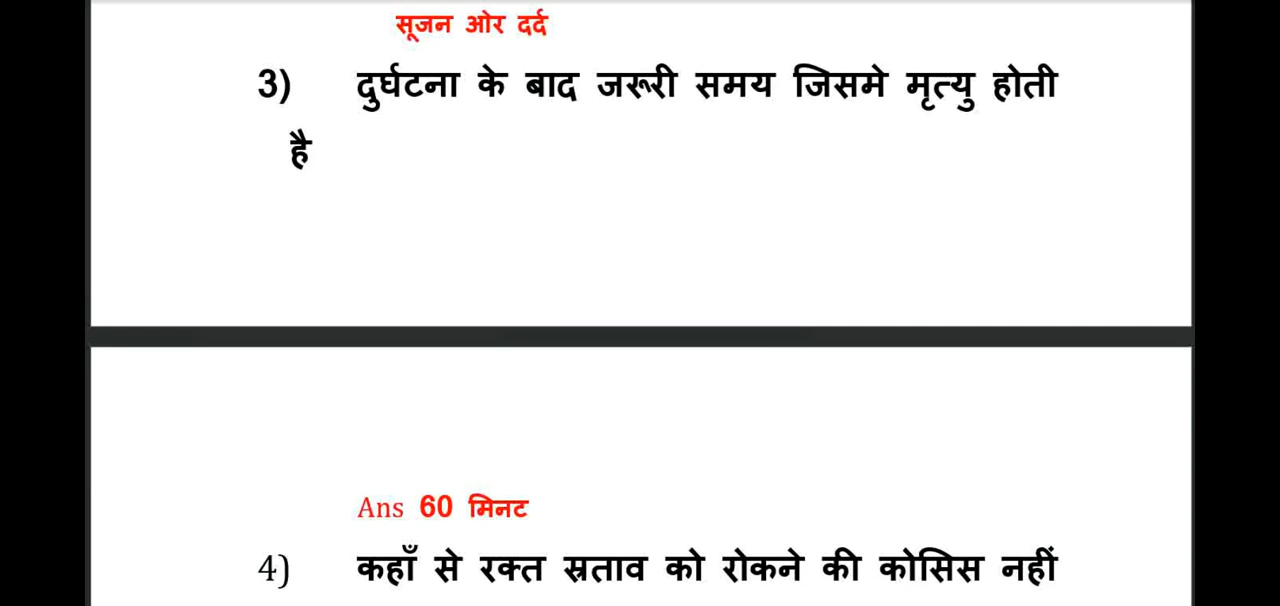 सूजन ओर दर्द
3) दुर्घटना के बाद जरूरी समय जिसमे मृत्यु होती
है
Ans 60 मिनट
4) कहाँ से रक्त स्रताव को रोकने की कोसिस नहीं